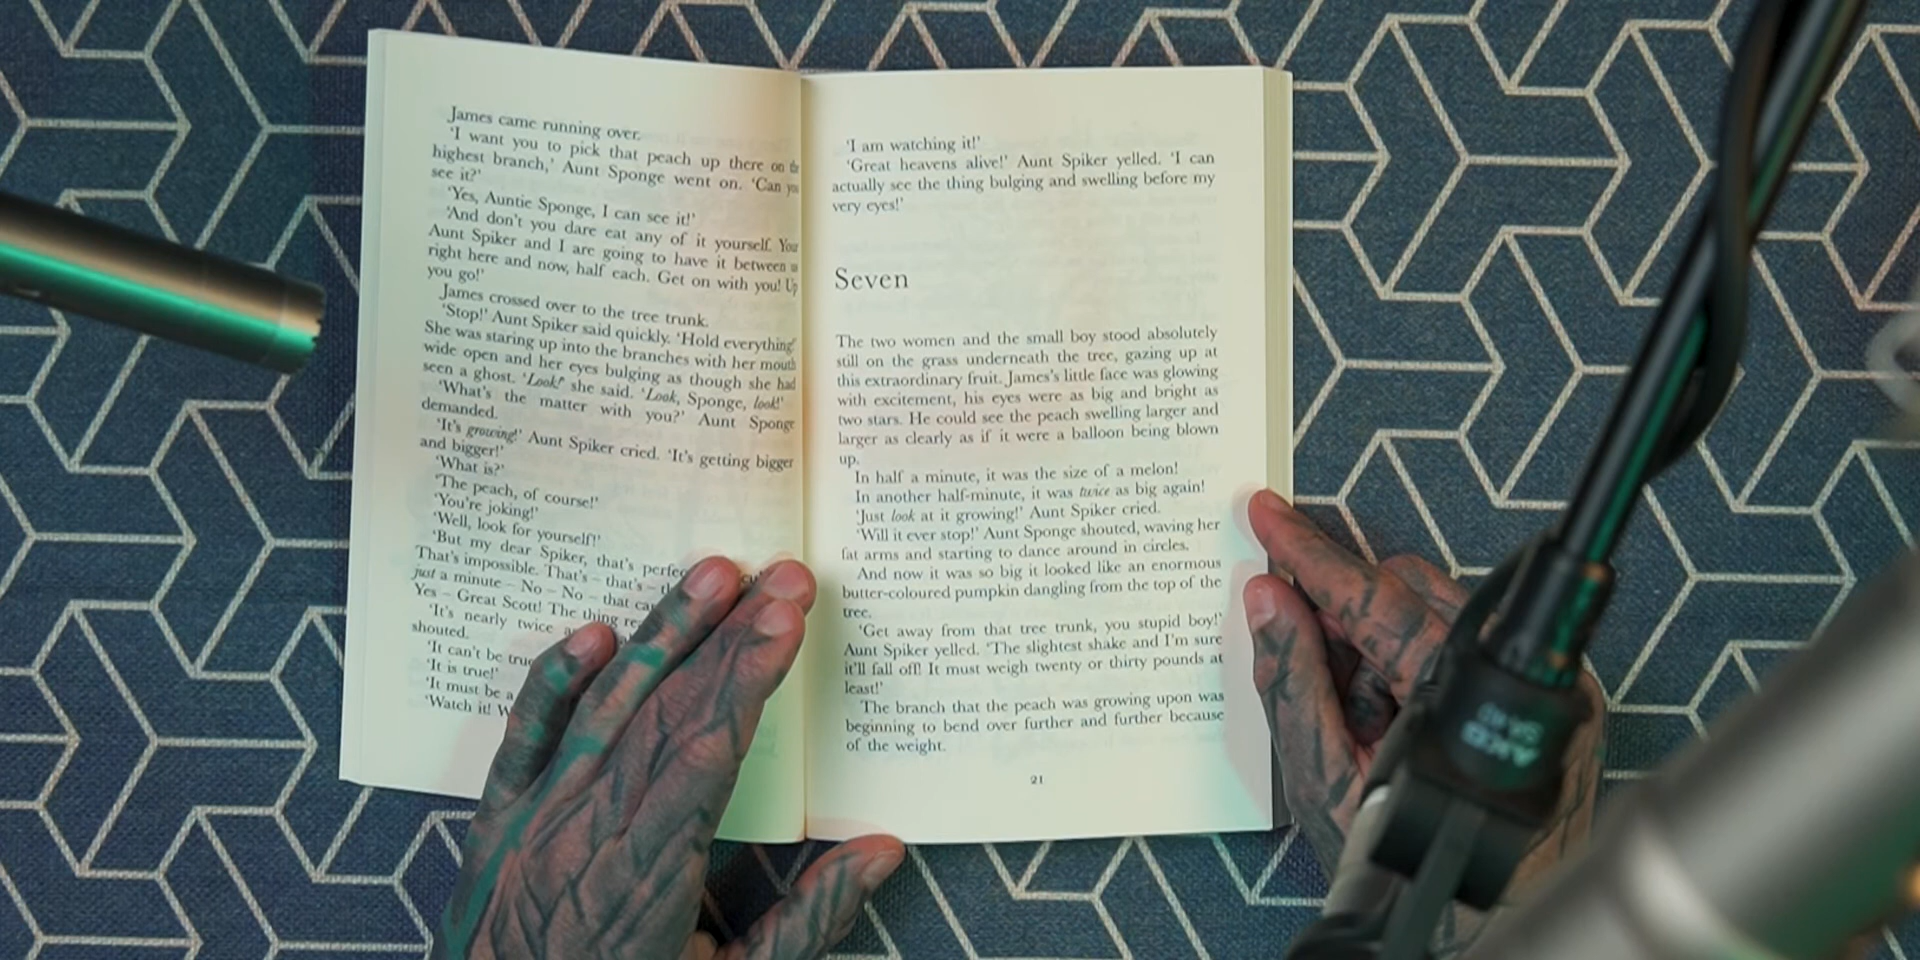 James came running over.
'I want you to pick that peach up there on the
highest branch,' Aunt Sponge went on. 'Can you
see it?'
'Yes, Auntie Sponge, I can see it!'
'And don't you dare eat any of it yourself. Your
Aunt Spiker and I are going to have it between us
right here and now, half each. Get on with you! Up
you go!'
James crossed over to the tree trunk.
'Stop!' Aunt Spiker said quickly. 'Hold everything!'
She was staring up into the branches with her mouth
wide open and her eyes bulging as though she had
seen a ghost. 'Look!' she said. 'Look, Sponge, look!'
'What's the matter with you?' Aunt Sponge
demanded.
'It's growing!' Aunt Spiker cried. 'It's getting bigger
and bigger!'
'What is?'
'The peach, of course!'
'You're joking!'
'Well, look for yourself!'
'But my dear Spiker, that's
That's impossible. That's – that's –
just a minute – No – No – that
Yes – Great Scott! The thing
'It's nearly twice
shouted.
'It can't be
'It is true!'
'It must be a
'Watch it!
'I am watching it!'
'Great heavens alive!' Aunt Spiker yelled. 'I can
actually see the thing bulging and swelling before my
very eyes!'
Seven
The two women and the small boy stood absolutely
still on the grass underneath the tree, gazing up at
this extraordinary fruit. James's little face was glowing
with excitement, his eyes were as big and bright as
two stars. He could see the peach swelling larger and
larger as clearly as if it were a balloon being blown
up.
In half a minute, it was the size of a melon!
In another half-minute, it was twice as big again!
'Just look at it growing!' Aunt Spiker cried.
'Will it ever stop!' Aunt Sponge shouted, waving her
fat arms and starting to dance around in circles.
And now it was so big it looked like an enormous
butter-coloured pumpkin dangling from the top of the
tree.
'Get away from that tree trunk, you stupid boy!'
Aunt Spiker yelled. 'The slightest shake and I'm sure
it'll fall off! It must weigh twenty or thirty pounds at
least!'
The branch that the peach was growing upon was
beginning to bend over further and further because
of the weight.
21